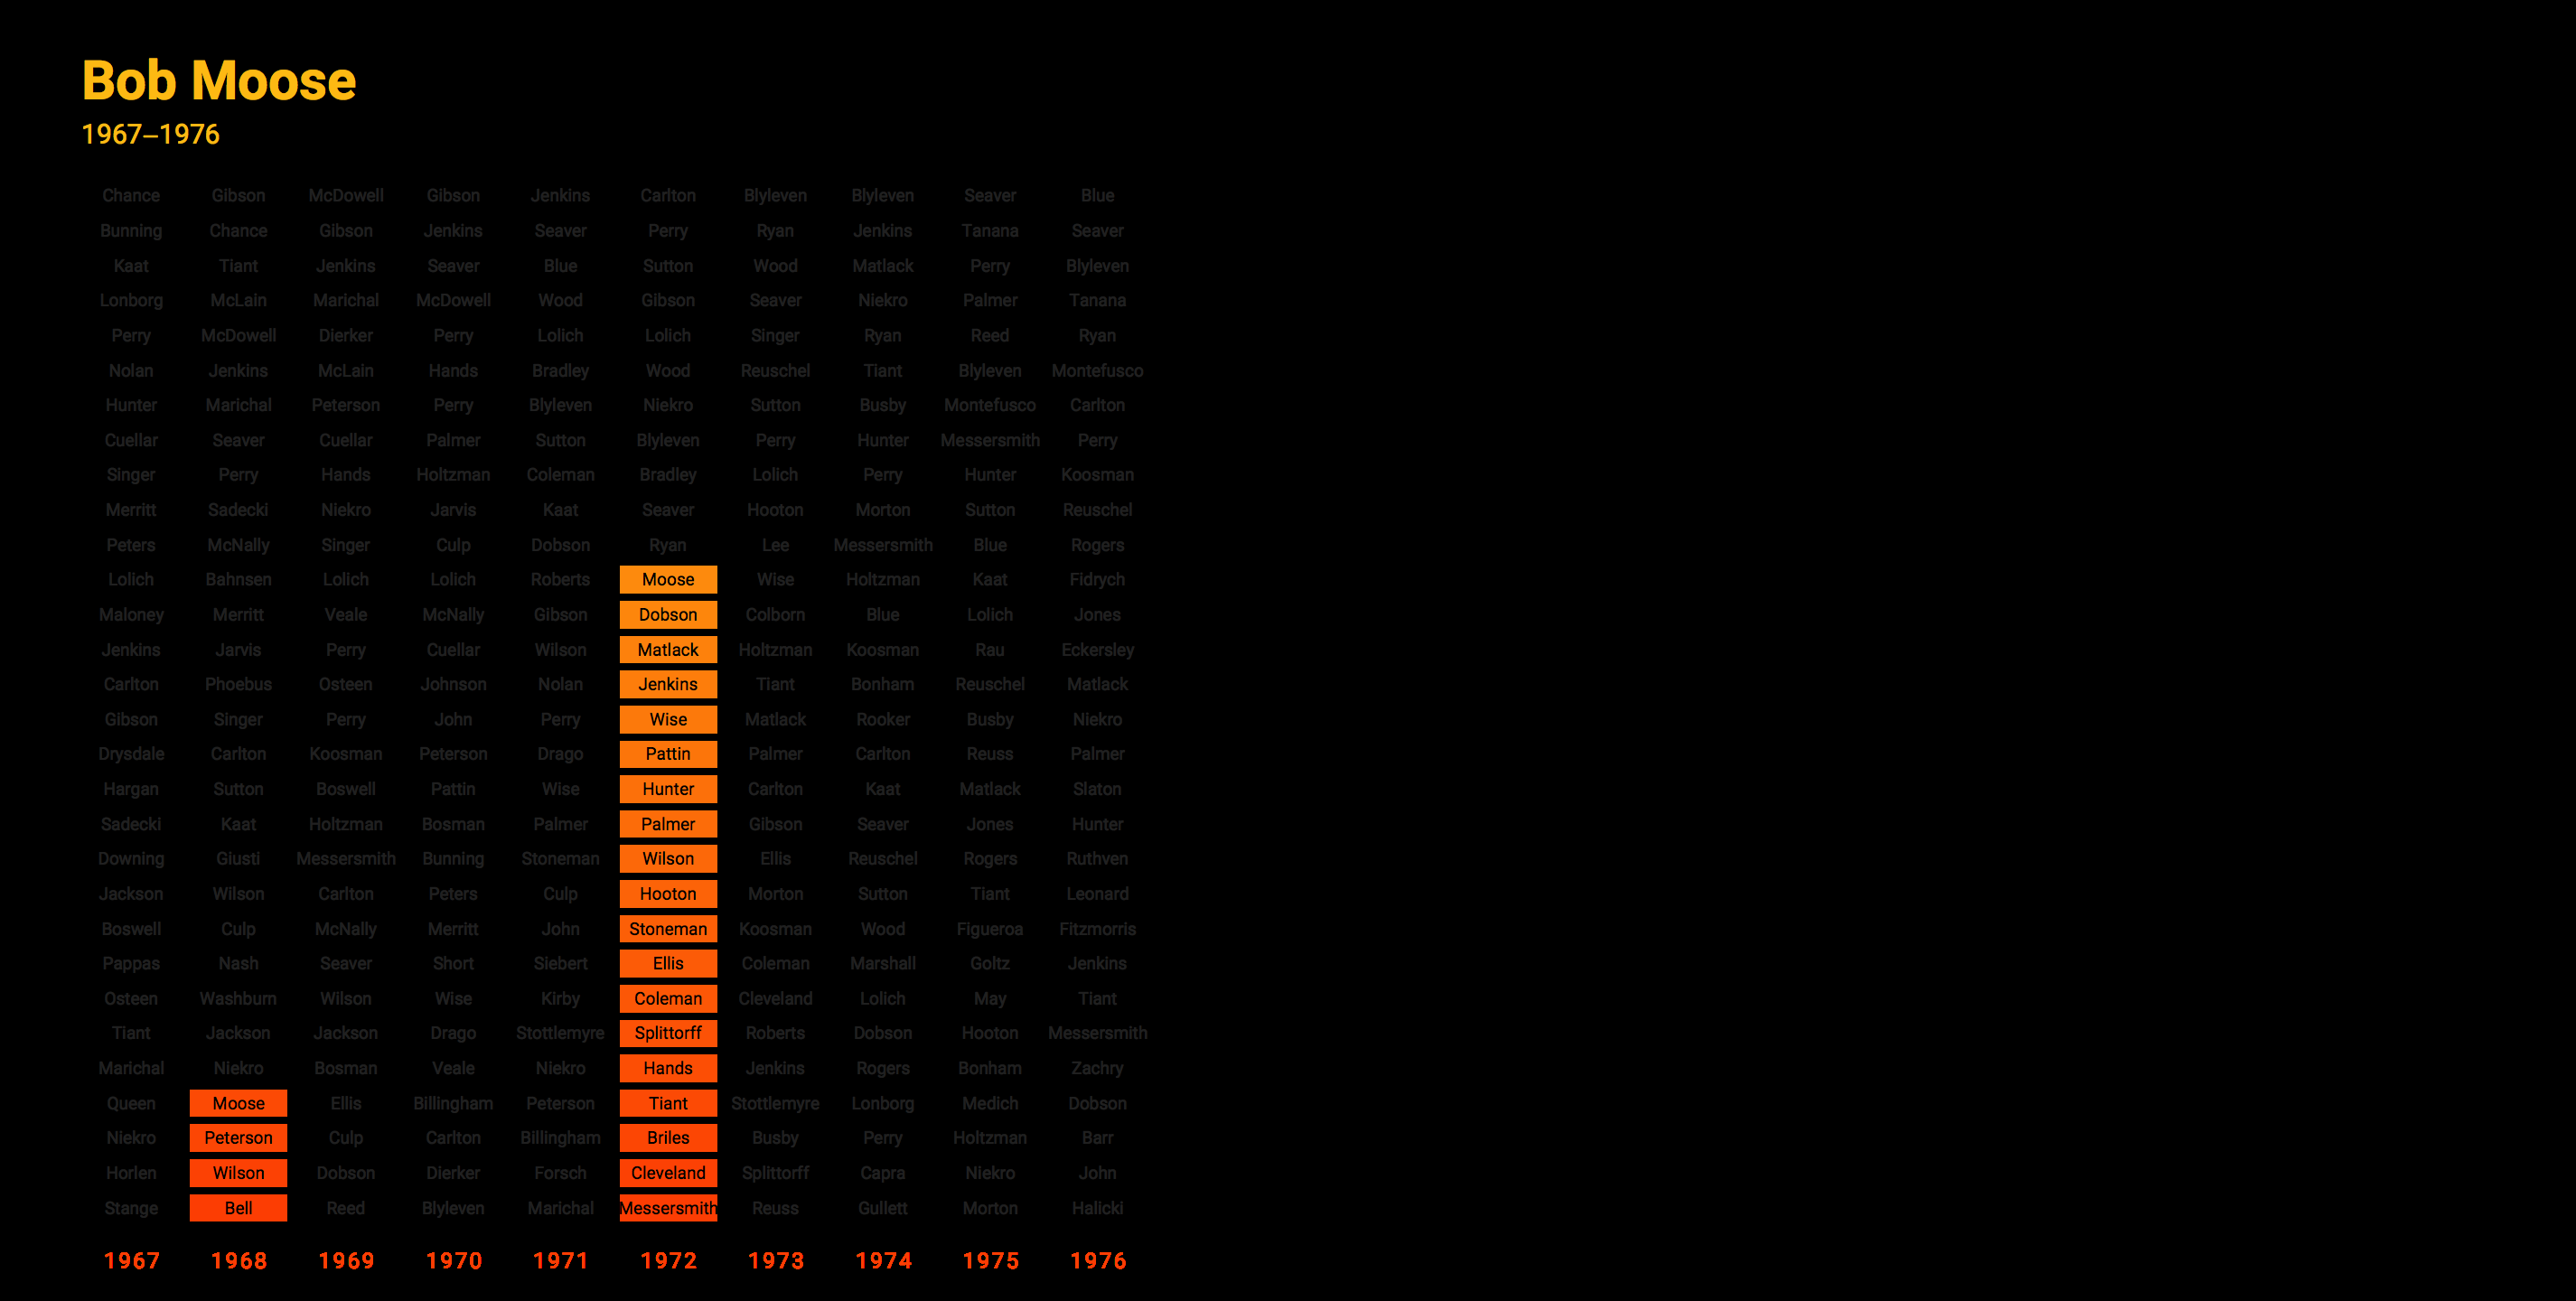 Bob Moose
1967–1976
Chance Gibson McDowell Gibson Jenkins Carlton Blyleven Blyleven Seaver Blue
Bunning Chance Gibson Jenkins Seaver Perry Ryan Jenkins Tanana Seaver
Kaat Tiant Jenkins Seaver Blue Sutton Wood Matlack Perry Blyleven
Lonborg McLain Marichal McDowell Wood Gibson Seaver Niekro Palmer Tanana
Perry McDowell Dierker Perry Lolich Lolich Singer Ryan Reed Ryan
Nolan Jenkins McLain Hands Bradley Wood Reuschel Tiant Blyleven Montefusco
Hunter Marichal Peterson Perry Blyleven Niekro Sutton Busby Montefusco Carlton
Cuellar Seaver Cuellar Palmer Sutton Blyleven Perry Hunter Messersmith Perry
Singer Perry Hands Holtzman Coleman Bradley Lolich Perry Hunter Koosman
Merritt Sadecki Niekro Jarvis Kaat Seaver Hooton Morton Sutton Reuschel
Peters McNally Singer Culp Dobson Ryan Lee Messersmith Blue Rogers
Lolich Bahnsen Lolich Lolich Roberts Moose Wise Holtzman Kaat Fidrych
Maloney Merritt Veale McNally Gibson Dobson Colborn Blue Lolich Jones
Jenkins Jarvis Perry Cuellar Wilson Matlack Holtzman Koosman Rau Eckersley
Carlton Phoebus Osteen Johnson Nolan Jenkins Tiant Bonham Reuschel Matlack
Gibson Singer Perry John Perry Wise Matlack Rooker Busby Niekro
Drysdale Carlton Koosman Peterson Drago Pattin Palmer Carlton Reuss Palmer
Hargan Sutton Boswell Pattin Wise Hunter Carlton Kaat Matlack Slaton
Sadecki Kaat Holtzman Bosman Palmer Palmer Gibson Seaver Jones Hunter
Downing Giusti Messersmith Bunning Stoneman Wilson Ellis Reuschel Rogers Ruthven
Jackson Wilson Carlton Peters Culp Hooton Morton Sutton Tiant Leonard
Boswell Culp McNally Merritt John Stoneman Koosman Wood Figueroa Fitzmorris
Pappas Nash Seaver Short Siebert Ellis Coleman Marshall Goltz Jenkins
Osteen Washburn Wilson Wise Kirby Coleman Cleveland Lolich May Tiant
Tiant Jackson Jackson Drago Stottlemyre Splittorff Roberts Dobson Hooton Messersmith
Marichal Niekro Bosman Veale Niekro Hands Jenkins Rogers Bonham Zachry
Queen Moose Ellis Billingham Peterson Tiant Stottlemyre Lonborg Medich Dobson
Niekro Peterson Culp Carlton Billingham Briles Busby Perry Holtzman Barr
Horlen Wilson Dobson Dierker Forsch Cleveland Splittorff Capra Niekro John
Stange Bell Reed Blyleven Marichal Messersmith Reuss Gullett Morton Halicki
1967 1968 1969 1970 1971 1972 1973 1974 1975 1976